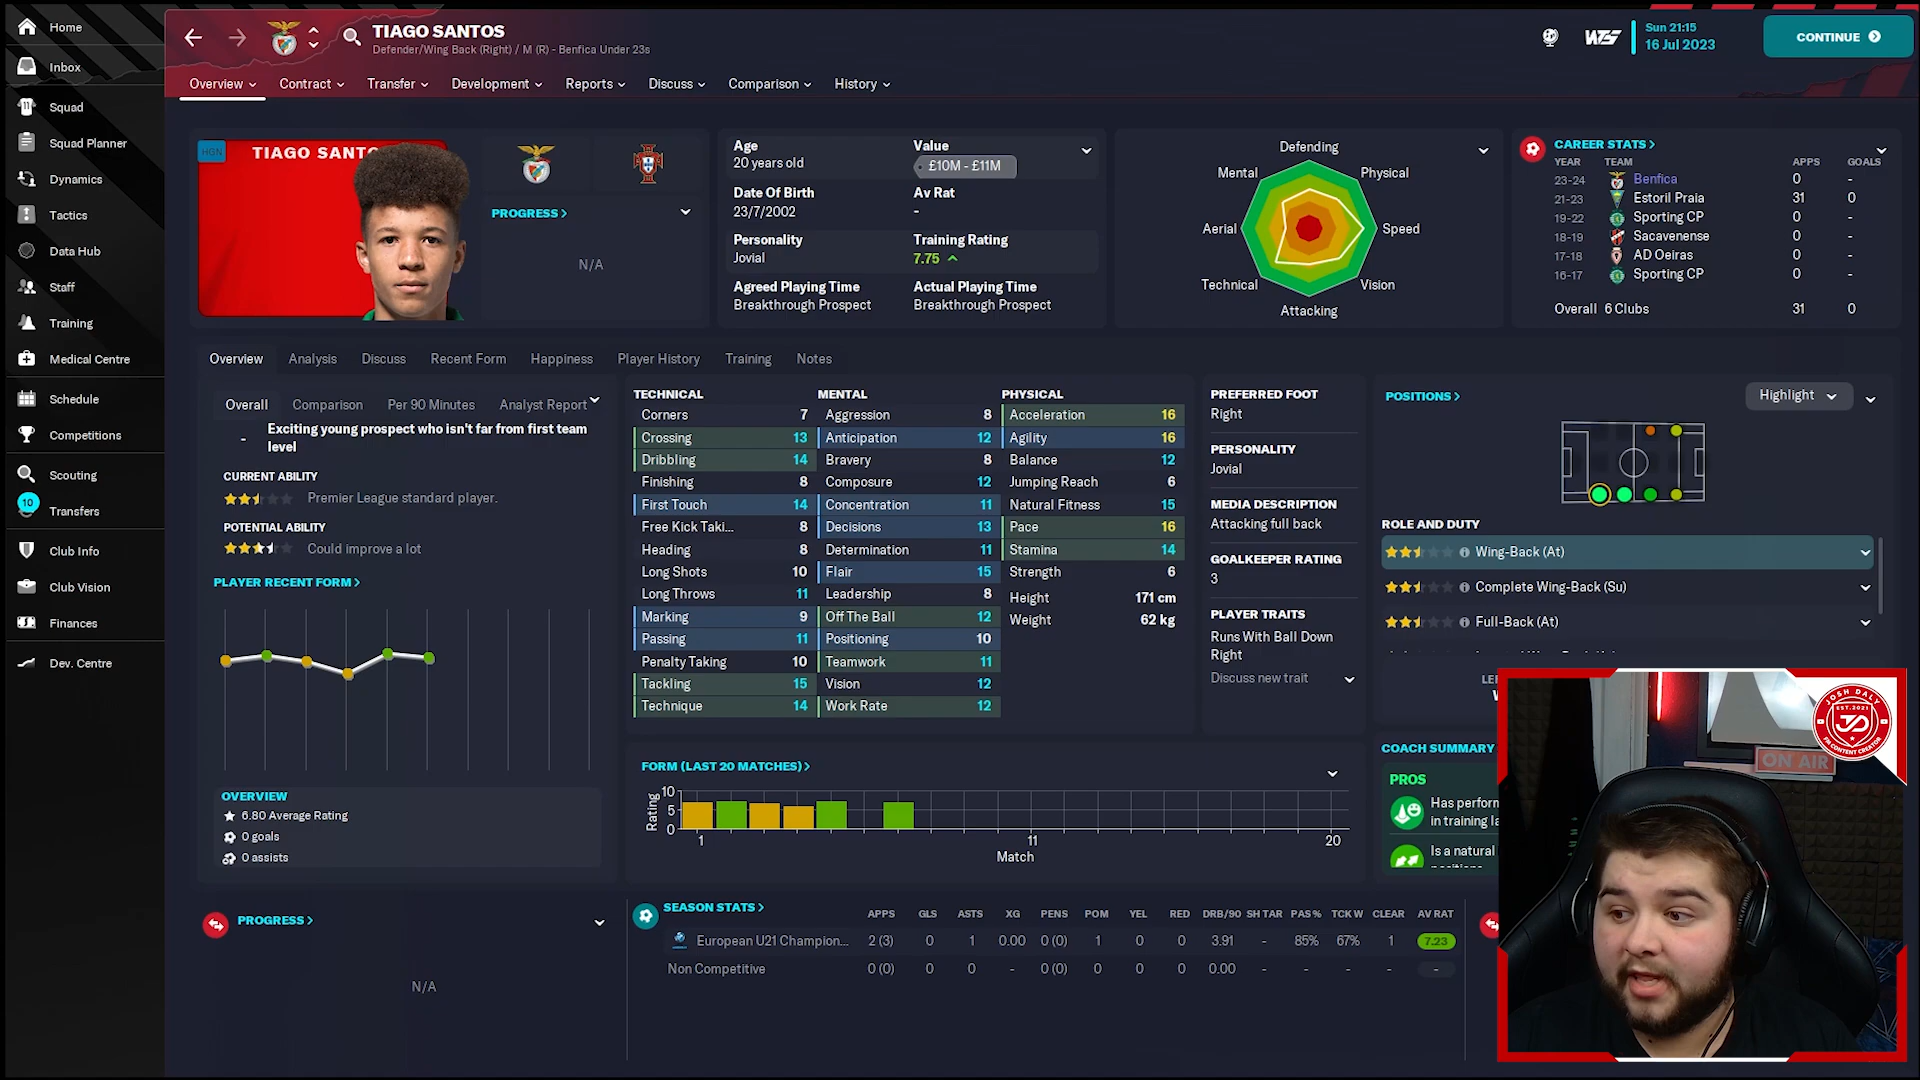 Home
Inbox
Squad
Squad Planner
Dynamics
Tactics
Data Hub
Staff
Training
Medical Centre
Schedule
Competitions
Scouting
10
Transfers
Club Info
Club Vision
Finances
Dev. Centre
TIAGO SANTOS
Defender/Wing Back (Right) / M (R) - Benfica Under 23s
Sun 21:15
16 Jul 2023
CONTINUE
Overview Contract Transfer Development Reports Discuss Comparison History
HGN
TIAGO SANTO
PROGRESS >
N/A
Age
20 years old
Value
£10M - £11M
Date Of Birth
23/7/2002
Av Rat
-
Personality
Jovial
Training Rating
7.75
Agreed Playing Time
Breakthrough Prospect
Actual Playing Time
Breakthrough Prospect
Defending
Mental Physical
Aerial Speed
Technical Vision
Attacking
CAREER STATS >
YEAR TEAM APPS GOALS
23-24 Benfica 0 -
21-23 Estoril Praia 31 0
19-22 Sporting CP 0 -
18-19 Sacavenense 0 -
17-18 AD Oeiras 0 -
16-17 Sporting CP 0 -
Overall 6 Clubs 31 0
Overview Analysis Discuss Recent Form Happiness Player History Training Notes
Overall Comparison Per 90 Minutes Analyst Report
- Exciting young prospect who isn't far from first team
level
CURRENT ABILITY
Premier League standard player.
POTENTIAL ABILITY
Could improve a lot
PLAYER RECENT FORM >
OVERVIEW
6.80 Average Rating
0 goals
0 assists
TECHNICAL
Corners 7
Crossing 13
Dribbling 14
Finishing 8
First Touch 14
Free Kick Taki... 8
Heading 8
Long Shots 10
Long Throws 11
Marking 9
Passing 11
Penalty Taking 10
Tackling 15
Technique 14
MENTAL
Aggression 8
Anticipation 12
Bravery 8
Composure 12
Concentration 11
Decisions 13
Determination 11
Flair 15
Leadership 8
Off The Ball 12
Positioning 10
Teamwork 11
Vision 12
Work Rate 12
PHYSICAL
Acceleration 16
Agility 16
Balance 12
Jumping Reach 6
Natural Fitness 15
Pace 16
Stamina 14
Strength 6
Height 171 cm
Weight 62 kg
PREFERRED FOOT
Right
PERSONALITY
Jovial
MEDIA DESCRIPTION
Attacking full back
GOALKEEPER RATING
3
PLAYER TRAITS
Runs With Ball Down
Right
Discuss new trait
POSITIONS >
Highlight
ROLE AND DUTY
Wing-Back (At)
Complete Wing-Back (Su)
Full-Back (At)
FORM (LAST 20 MATCHES) >
Rating
10
5
0
1 11 20
Match
COACH SUMMARY
PROS
Has perform
in training la
Is a natural
JOSH DALY
EST.2021
JD
FM CONTENT CREATOR
ON AIR
PROGRESS >
N/A
SEASON STATS >
APPS GLS ASTS XG PENS POM YEL RED DRB/90 SH TAR PAS% TCK W CLEAR AV RAT
European U21 Champion... 2 (3) 0 1 0.00 0 (0) 1 0 0 3.91 - 85% 67% 1 7.23
Non Competitive 0 (0) 0 0 - 0 (0) 0 0 0 0.00 - - - - -